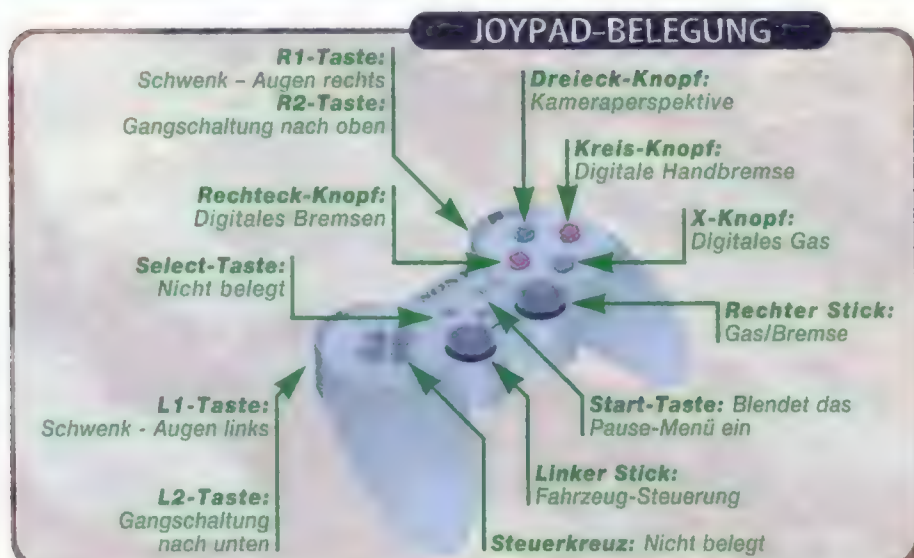 JOYPAD-BELEGUNG
R1-Taste:
Schwenk – Augen rechts
R2-Taste:
Gangschaltung nach oben
Dreieck-Knopf:
Kameraperspektive
Kreis-Knopf:
Digitale Handbremse
Rechteck-Knopf:
Digitales Bremsen
X-Knopf:
Digitales Gas
Select-Taste:
Nicht belegt
Rechter Stick:
Gas/Bremse
L1-Taste:
Schwenk - Augen links
Start-Taste: Blendet das
Pause-Menü ein
L2-Taste:
Gangschaltung
nach unten
Linker Stick:
Fahrzeug-Steuerung
Steuerkreuz: Nicht belegt